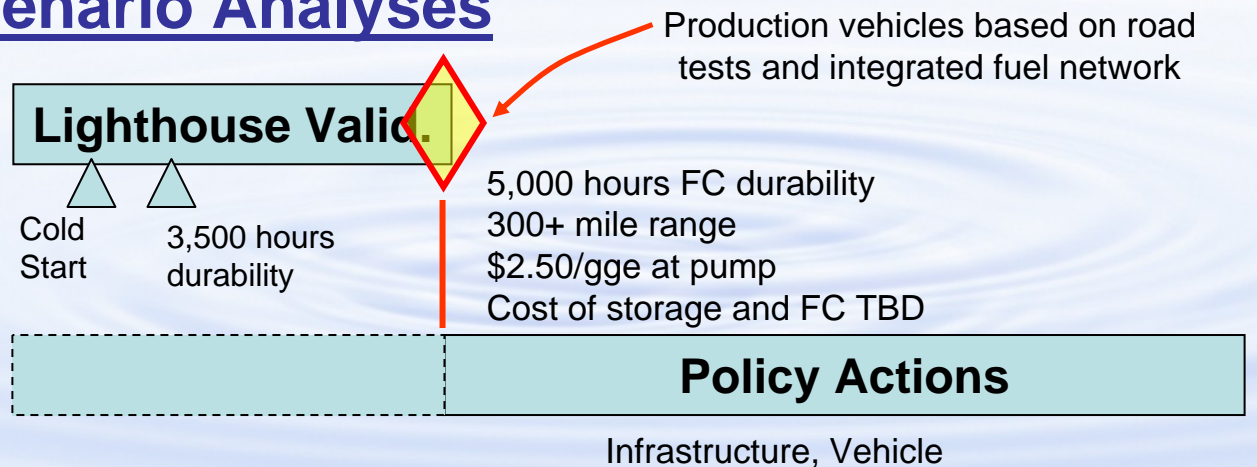 enario Analyses
Production vehicles based on road
tests and integrated fuel network
Lighthouse Valid.
Cold
Start
3,500 hours
durability
5,000 hours FC durability
300+ mile range
$2.50/gge at pump
Cost of storage and FC TBD
Policy Actions
Infrastructure, Vehicle